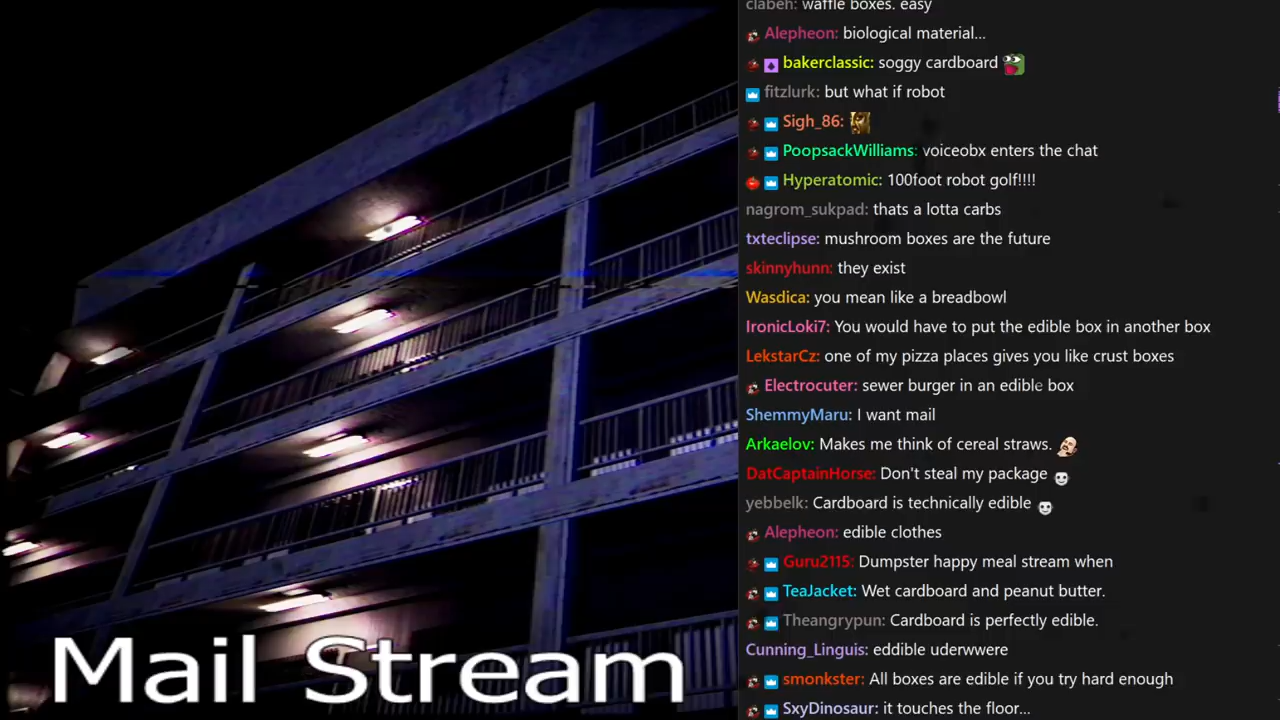 clabeh: waffle boxes. easy
Alepheon: biological material...
bakerclassic: soggy cardboard
fitzlurk: but what if robot
Sigh_86:
PoopsackWilliams: voiceobx enters the chat
Hyperatomic: 100foot robot golf!!!!
nagrom_sukpad: thats a lotta carbs
txteclipse: mushroom boxes are the future
skinnyhunn: they exist
Wasdica: you mean like a breadbowl
IronicLoki7: You would have to put the edible box in another box
LekstarCz: one of my pizza places gives you like crust boxes
Electrocuter: sewer burger in an edible box
ShemmyMaru: I want mail
Arkaelov: Makes me think of cereal straws.
DatCaptainHorse: Don't steal my package
yebbelk: Cardboard is technically edible
Alepheon: edible clothes
Guru2115: Dumpster happy meal stream when
TeaJacket: Wet cardboard and peanut butter.
Theangrypun: Cardboard is perfectly edible.
Cunning_Linguis: eddible uderwwere
smonkster: All boxes are edible if you try hard enough
SxyDinosaur: it touches the floor...
Mail Stream